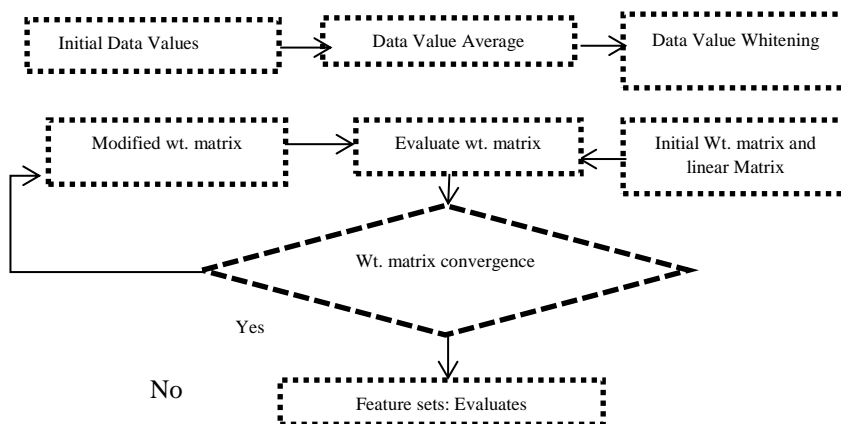 Initial Data Values
Data Value Average
Data Value Whitening
Modified wt. matrix
Evaluate wt. matrix
Initial Wt. matrix and
linear Matrix
Wt. matrix convergence
Yes
No
Feature sets: Evaluates